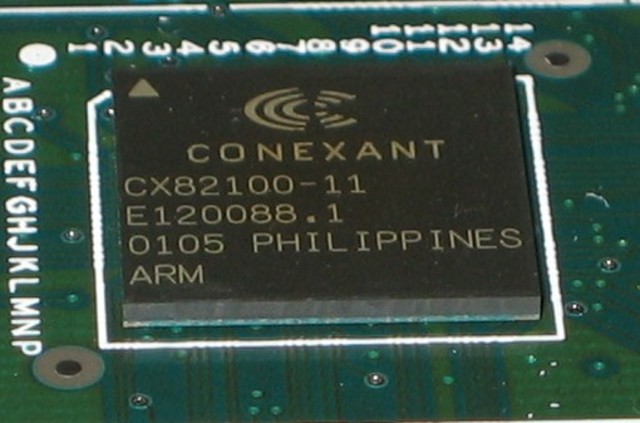 1 2 3 4 5 6 7 8 9 10 11 12 13 14
A B C D E F G H J K L M N P
CONEXANT
CX82100-11
E120088.1
0105 PHILIPPINES
ARM